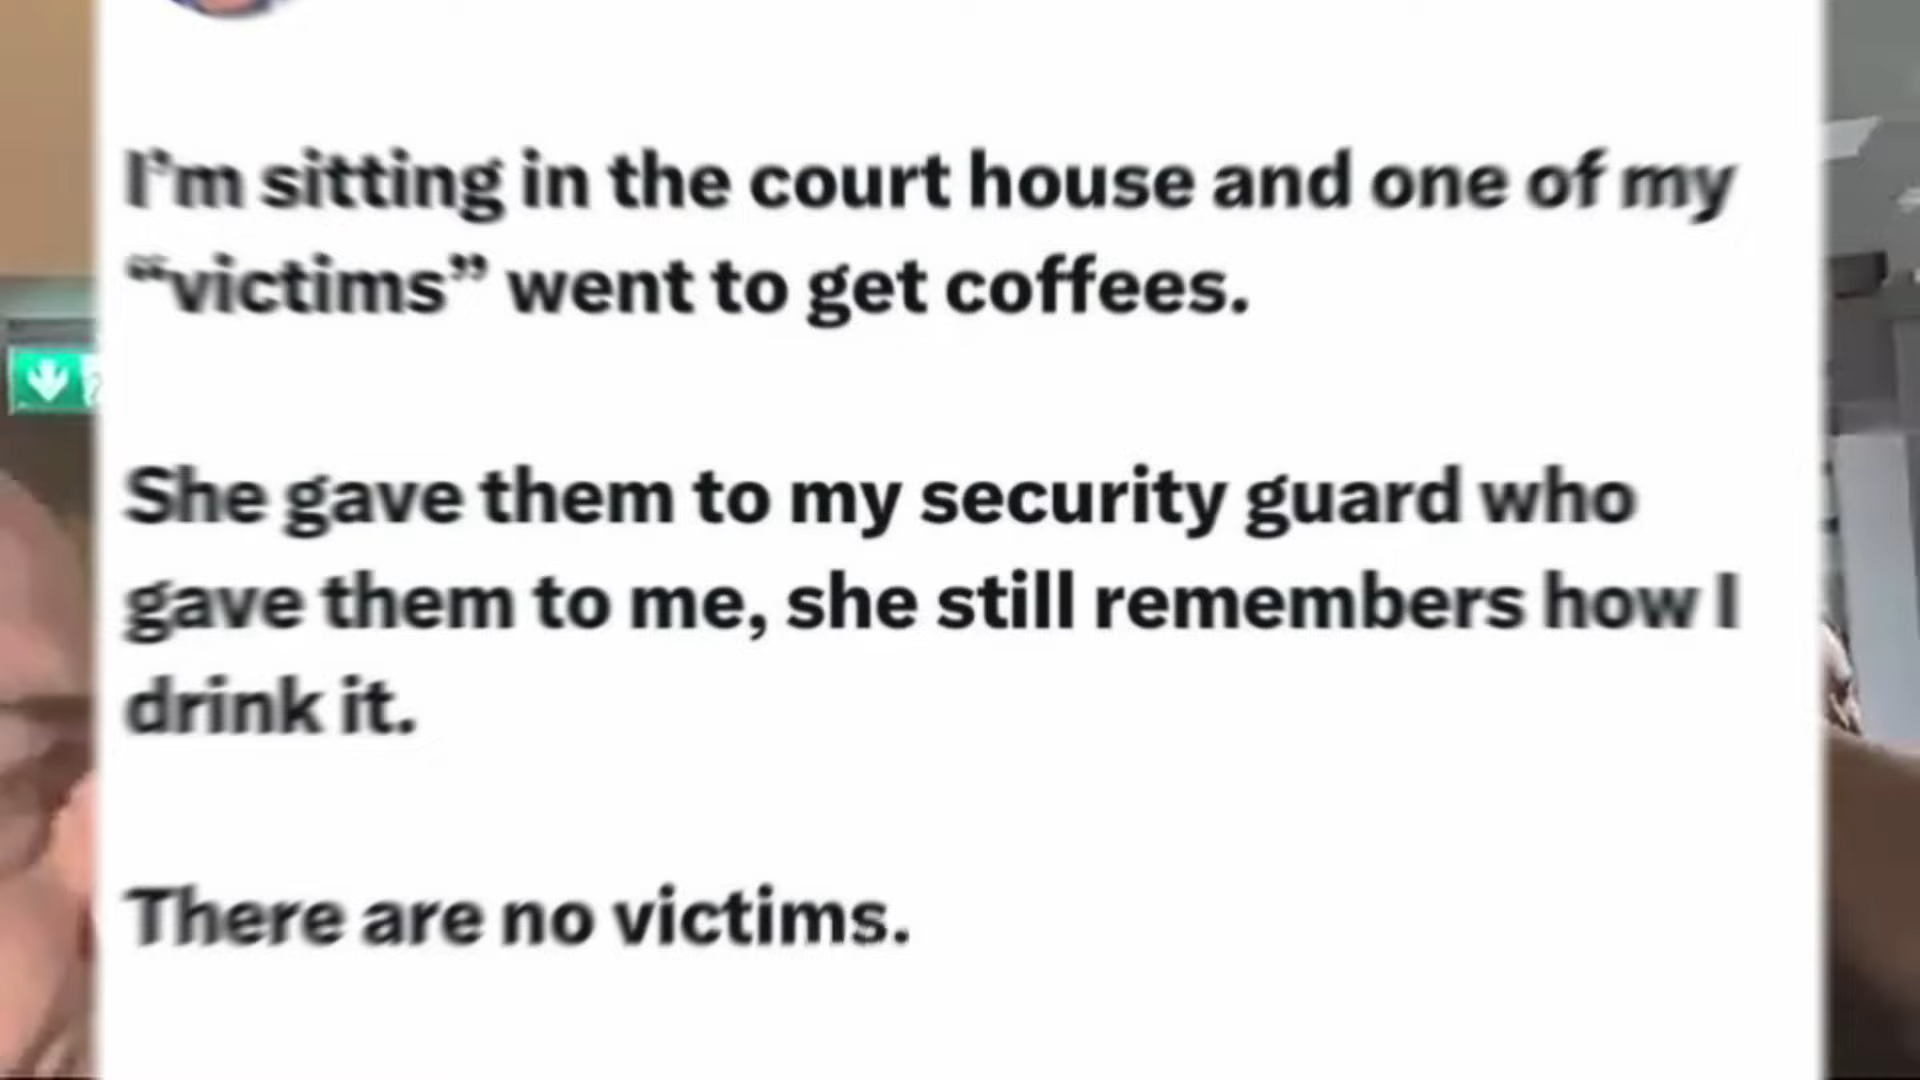 I'm sitting in the court house and one of my
“victims” went to get coffees.
She gave them to my security guard who
gave them to me, she still remembers how I
drink it.
There are no victims.